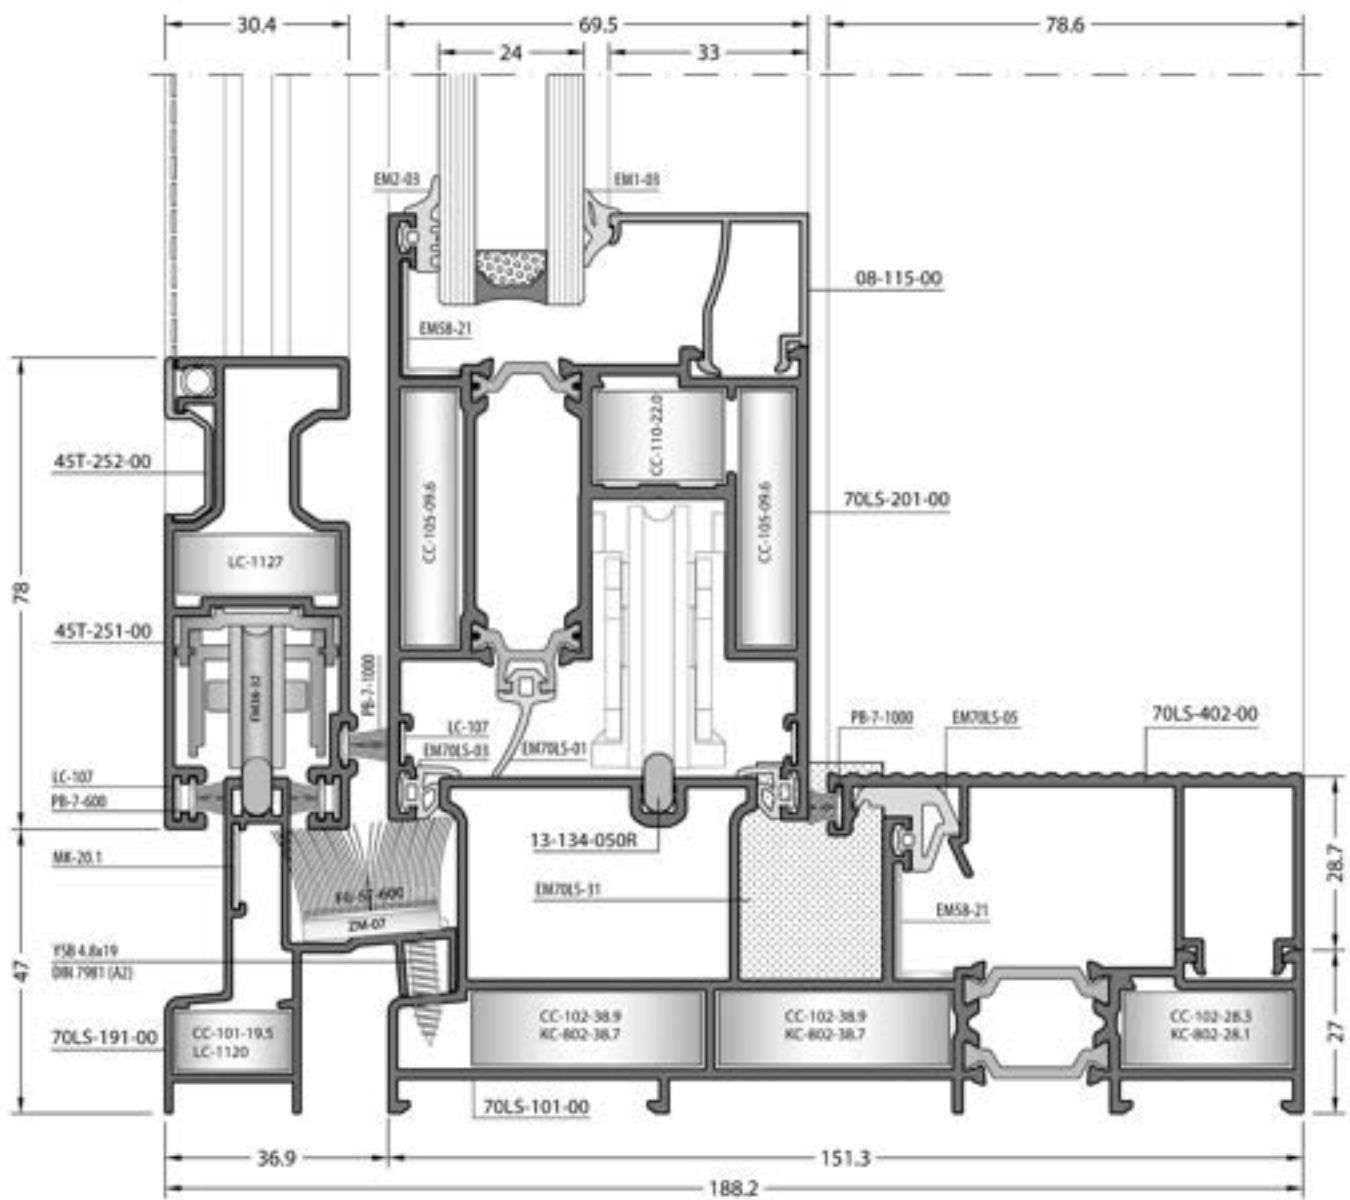 30.4
69.5
78.6
24
33
EM2-03
EM1-03
08-115-00
EM58-21
45T-252-00
CC-105-09.6
CC-110-22.0
CC-105-09.6
70LS-201-00
LC-1127
78
45T-251-00
EM38-32
PB-7-1000
LC-107
EM70LS-03
EM70LS-01
PB-7-1000
EM70LS-05
70LS-402-00
LC-107
PB-7-600
13-134-050R
MK-20.1
EM70LS-31
28.7
EM58-21
ZM-07
YSB 4.8x19
DIN 7981 (A2)
47
70LS-191-00
CC-101-19.5
LC-1120
CC-102-38.9
KC-802-38.7
CC-102-38.9
KC-802-38.7
CC-102-28.3
KC-802-28.1
27
70LS-101-00
36.9
151.3
188.2